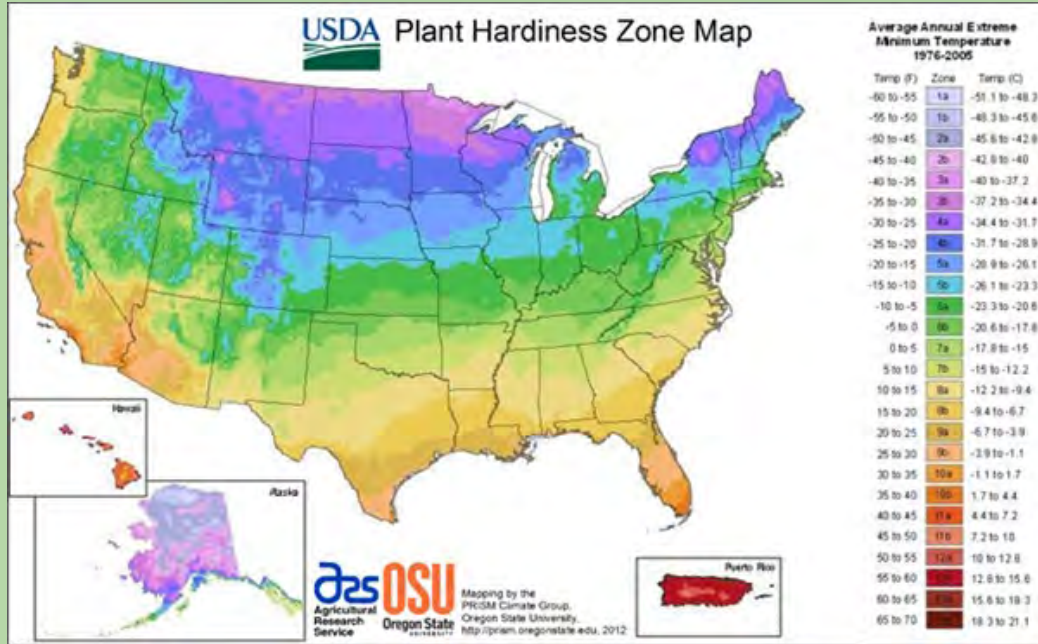 USDA Plant Hardiness Zone Map
Average Annual Extreme
Minimum Temperature
1976-2005
Temp (F) Zone Temp (C)
-60 to -55 1a -51.1 to -48.3
-55 to -50 1b -48.3 to -45.6
-50 to -45 2a -45.6 to -42.8
-45 to -40 2b -42.8 to -40
-40 to -35 3a -40 to -37.2
-35 to -30 3b -37.2 to -34.4
-30 to -25 4a -34.4 to -31.7
-25 to -20 4b -31.7 to -28.9
-20 to -15 5a -28.9 to -26.1
-15 to -10 5b -26.1 to -23.3
-10 to -5 6a -23.3 to -20.6
-5 to 0 6b -20.6 to -17.8
0 to 5 7a -17.8 to -15
5 to 10 7b -15 to -12.2
10 to 15 8a -12.2 to -9.4
15 to 20 8b -9.4 to -6.7
20 to 25 9a -6.7 to -3.9
25 to 30 9b -3.9 to -1.1
30 to 35 10a -1.1 to 1.7
35 to 40 10b 1.7 to 4.4
40 to 45 11a 4.4 to 7.2
45 to 50 11b 7.2 to 10
50 to 55 12a 10 to 12.8
55 to 60 12.8 to 15.6
60 to 65 15.6 to 18.3
65 to 70 18.3 to 21.1
Hawaii
Alaska
Puerto Rico
ars
Agricultural
Research
Service
OSU
Oregon State
UNIVERSITY
Mapping by the
PRISM Climate Group,
Oregon State University,
http://prism.oregonstate.edu, 2012